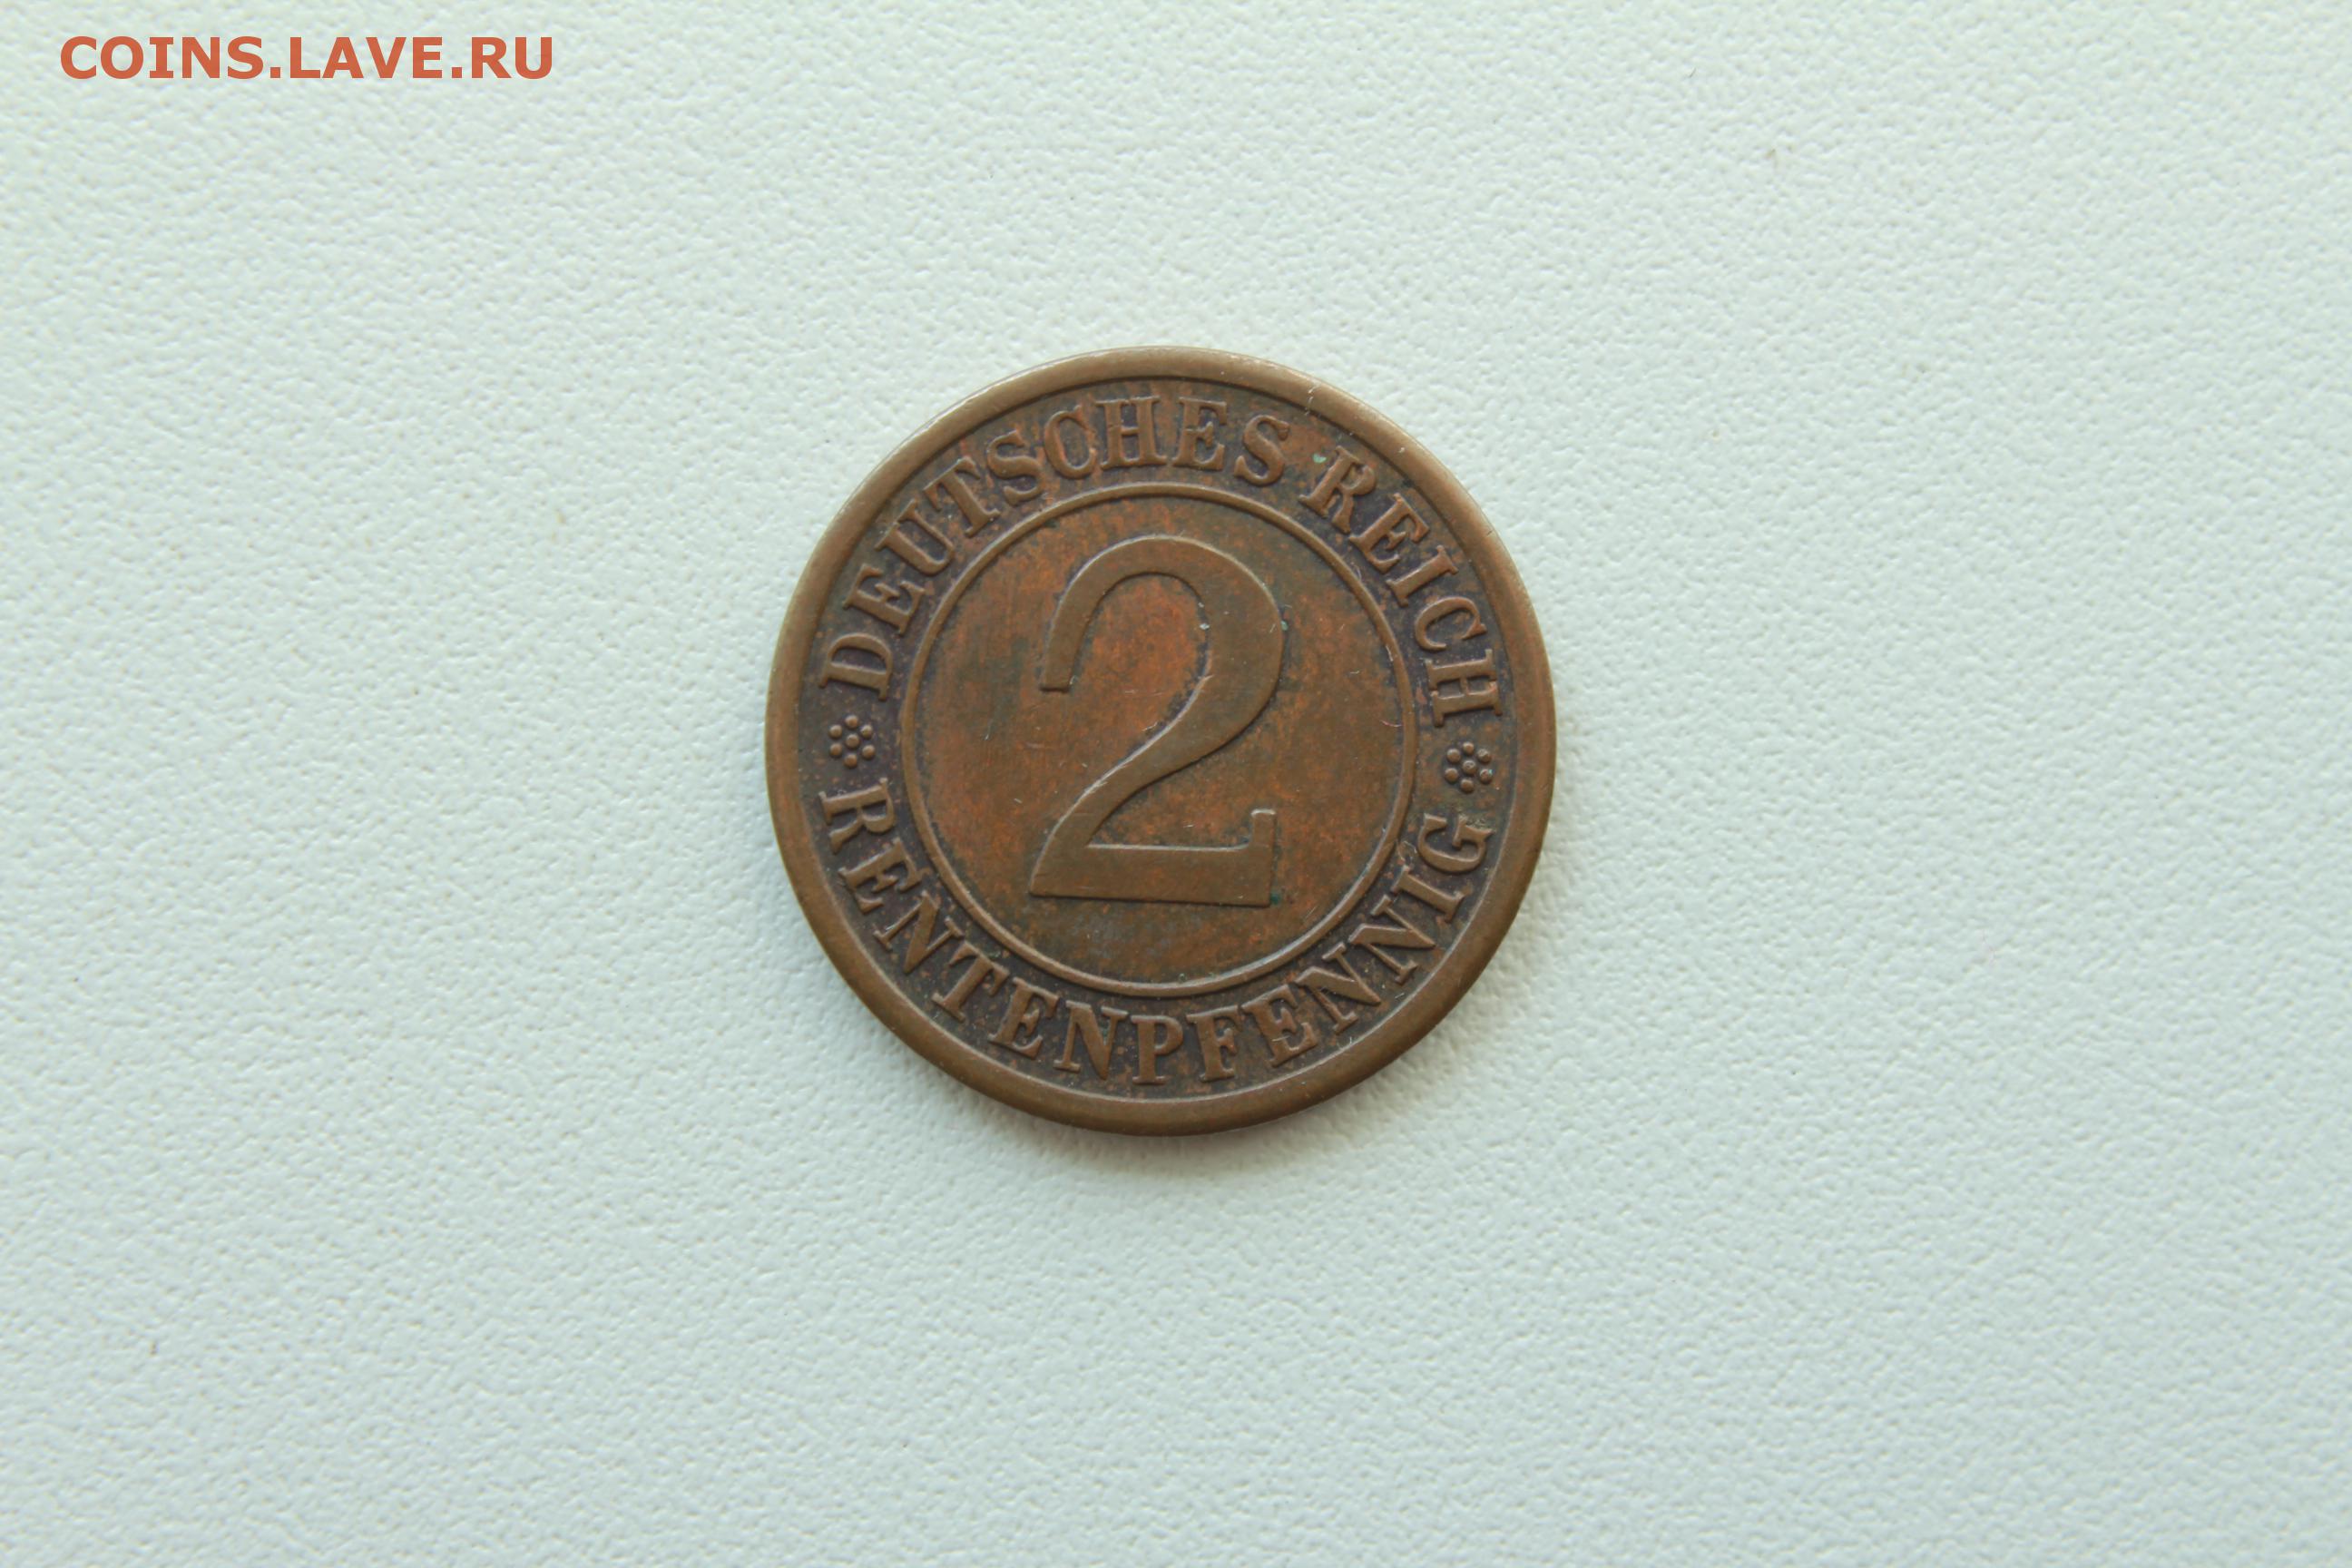 COINS.LAVE.RU
DEUTSCHES REICH
2
RENTENPFENNIG